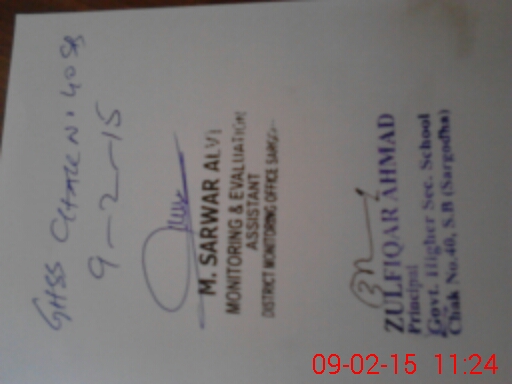 GHSS Chak No 40 SB
9-2-15
M. SARWAR ALVI
MONITORING & EVALUATION
ASSISTANT
DISTRICT MONITORING OFFICE
ZULFIQAR AHMAD
Principal
Govt. Higher Sec. School
Chak No.40, S.B (Sargodha)
09-02-15 11:24